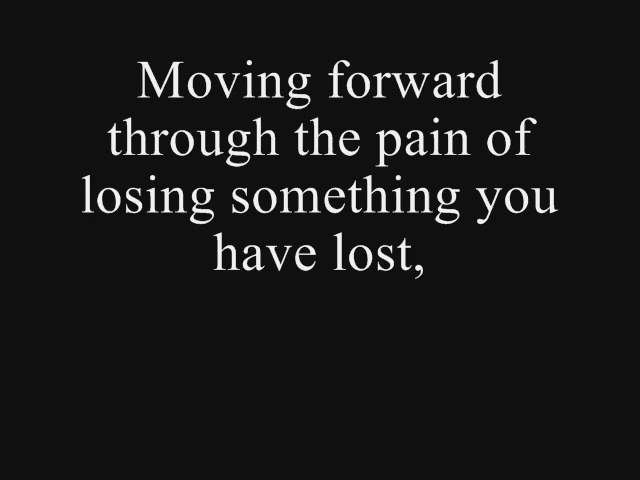 Moving forward
through the pain of
losing something you
have lost,